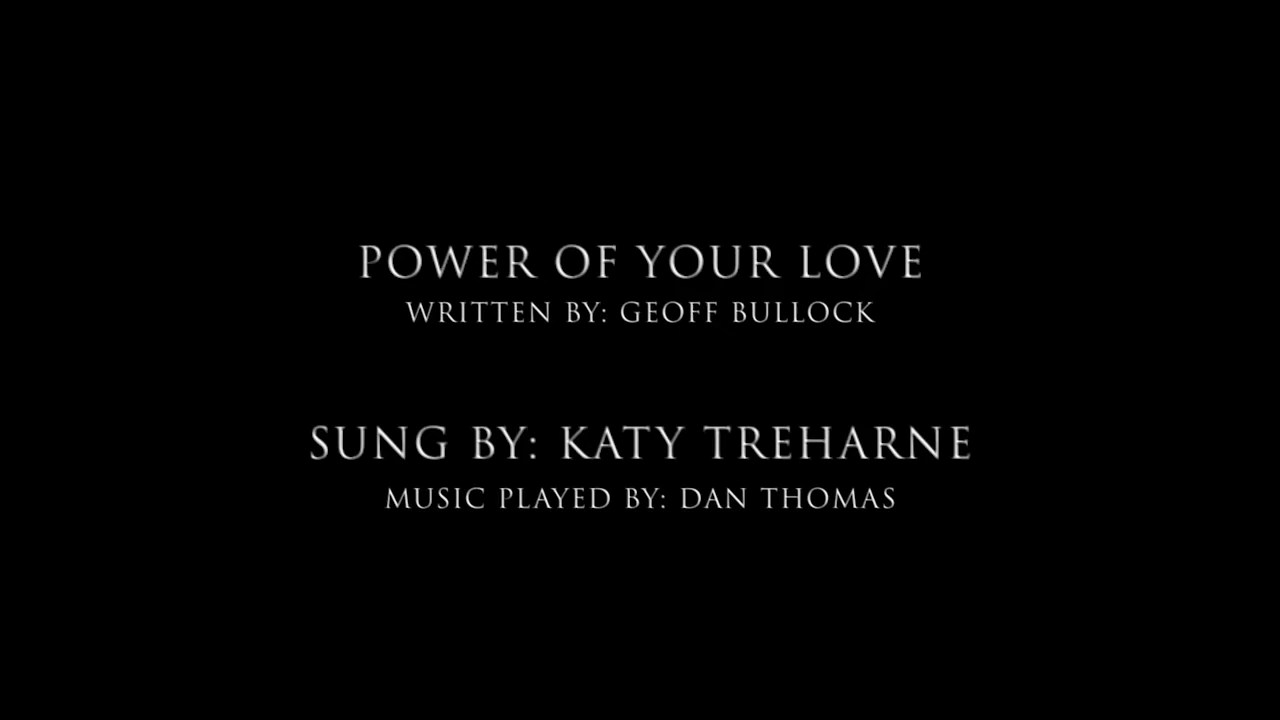 POWER OF YOUR LOVE
WRITTEN BY: GEOFF BULLOCK
SUNG BY: KATY TREHARNE
MUSIC PLAYED BY: DAN THOMAS